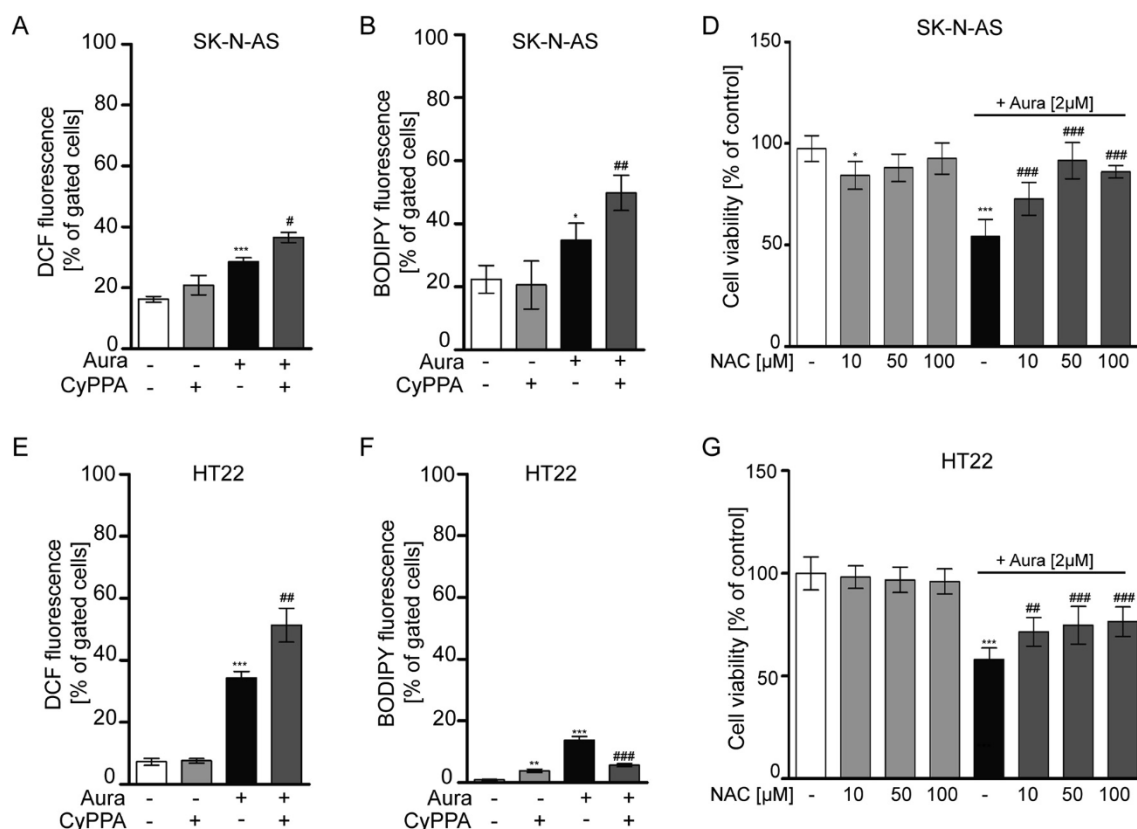 A
SK-N-AS
DCF fluorescence
[% of gated cells]
100
80
60
40
20
0
***
#
Aura - - + +
CyPPA - + - +
B
SK-N-AS
BODIPY fluorescence
[% of gated cells]
100
80
60
40
20
0
*
##
Aura - - + +
CyPPA - + - +
D
SK-N-AS
Cell viability [% of control]
150
100
50
0
+ Aura [2µM]
*
***
###
###
###
NAC [µM] - 10 50 100 - 10 50 100
E
HT22
DCF fluorescence
[% of gated cells]
100
80
60
40
20
0
***
##
Aura - - + +
CyPPA - + - +
F
HT22
BODIPY fluorescence
[% of gated cells]
100
80
60
40
20
0
**
***
###
Aura - - + +
CyPPA - + - +
G
HT22
Cell viability [% of control]
150
100
50
0
+ Aura [2µM]
***
##
###
###
NAC [µM] - 10 50 100 - 10 50 100